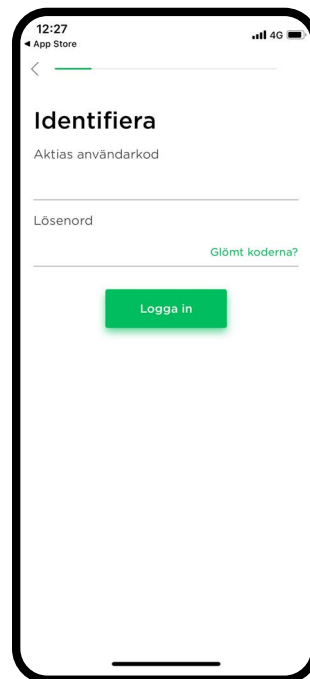 12:27
4G
◀ App Store
Identifiera
Aktias användarkod
Lösenord
Glömt koderna?
Logga in